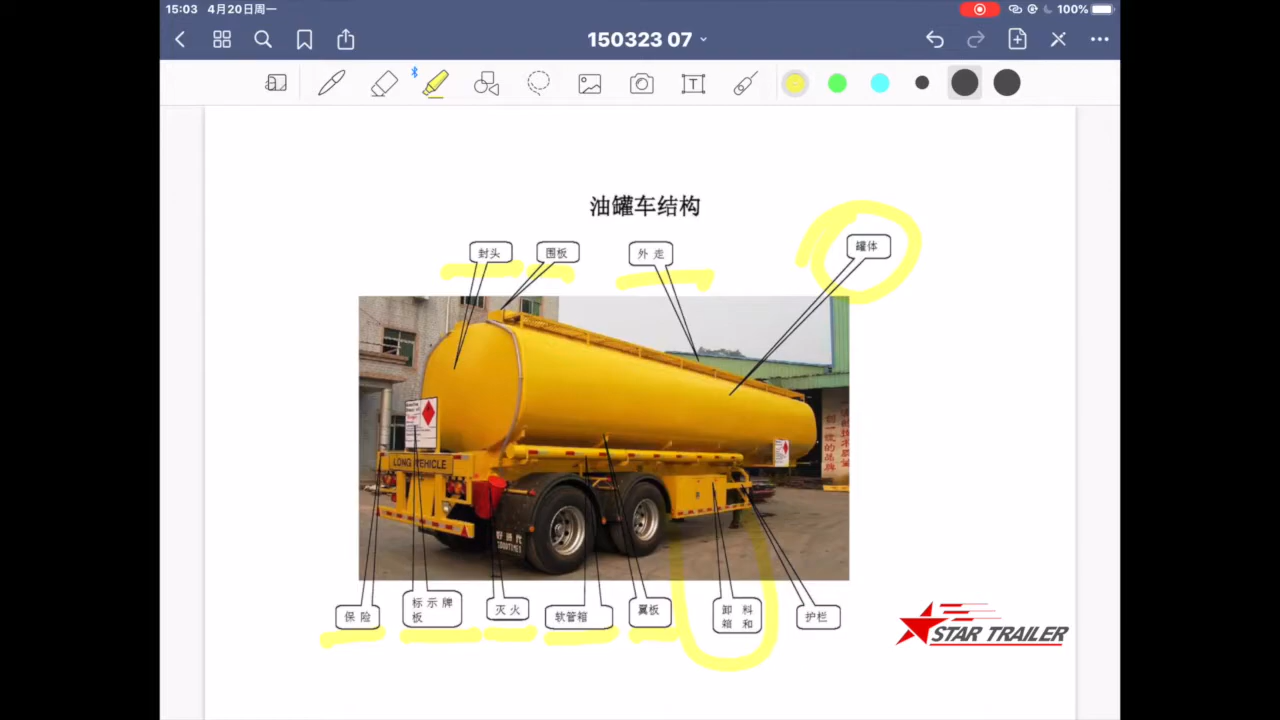 15:03 4月20日周一
100%
150323 07
T
油罐车结构
封头
围板
外 走
罐体
LONG VEHICLE
保 险
标 示 牌
板
灭 火
软管箱
翼板
卸 料
箱 和
护栏
STAR TRAILER